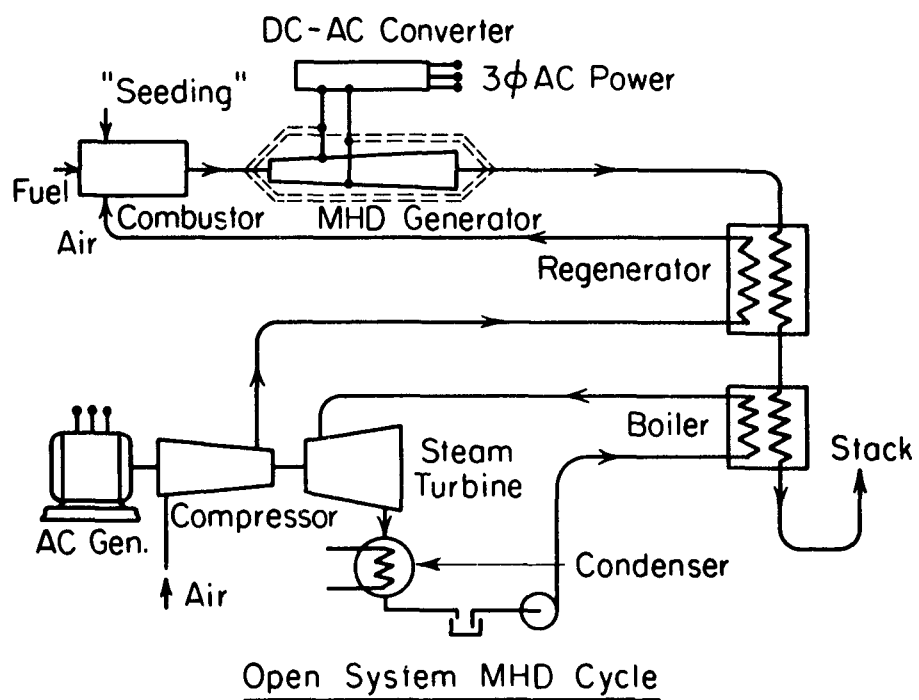 DC-AC Converter
3ϕ AC Power
"Seeding"
Fuel
Combustor
MHD Generator
Air
Regenerator
Boiler
Stack
Steam
Turbine
Compressor
AC Gen.
Condenser
Air
Open System MHD Cycle